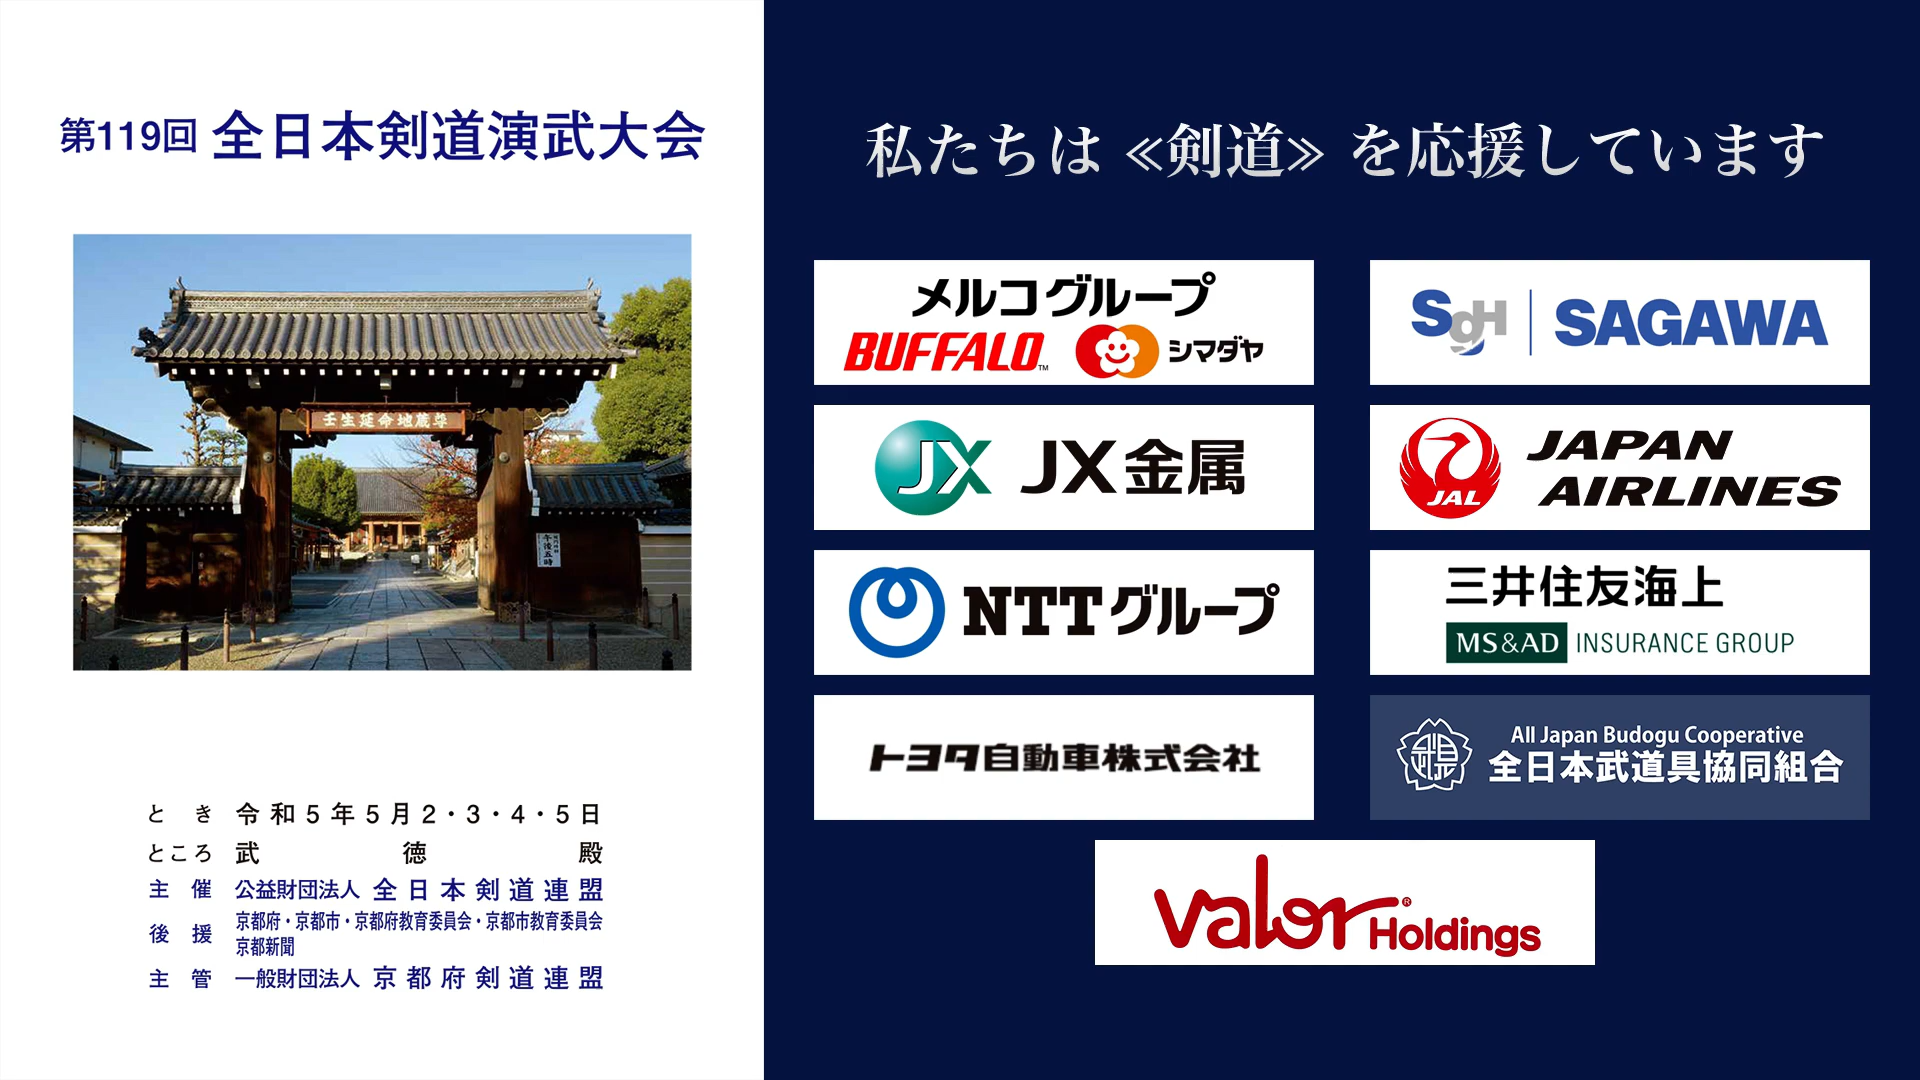 第119回 全日本剣道演武大会
壬生延命地蔵尊
午後五時
とき 令和5年5月2・3・4・5日
ところ 武徳殿
主催 公益財団法人 全日本剣道連盟
後援 京都府・京都市・京都府教育委員会・京都市教育委員会
京都新聞
主管 一般財団法人 京都府剣道連盟
私たちは ≪剣道≫ を応援しています
メルコグループ
BUFFALO™ シマダヤ
SGH SAGAWA
JX JX金属
JAL JAPAN AIRLINES
NTTグループ
三井住友海上
MS&AD INSURANCE GROUP
トヨタ自動車株式会社
All Japan Budogu Cooperative
全日本武道具協同組合
valor® Holdings